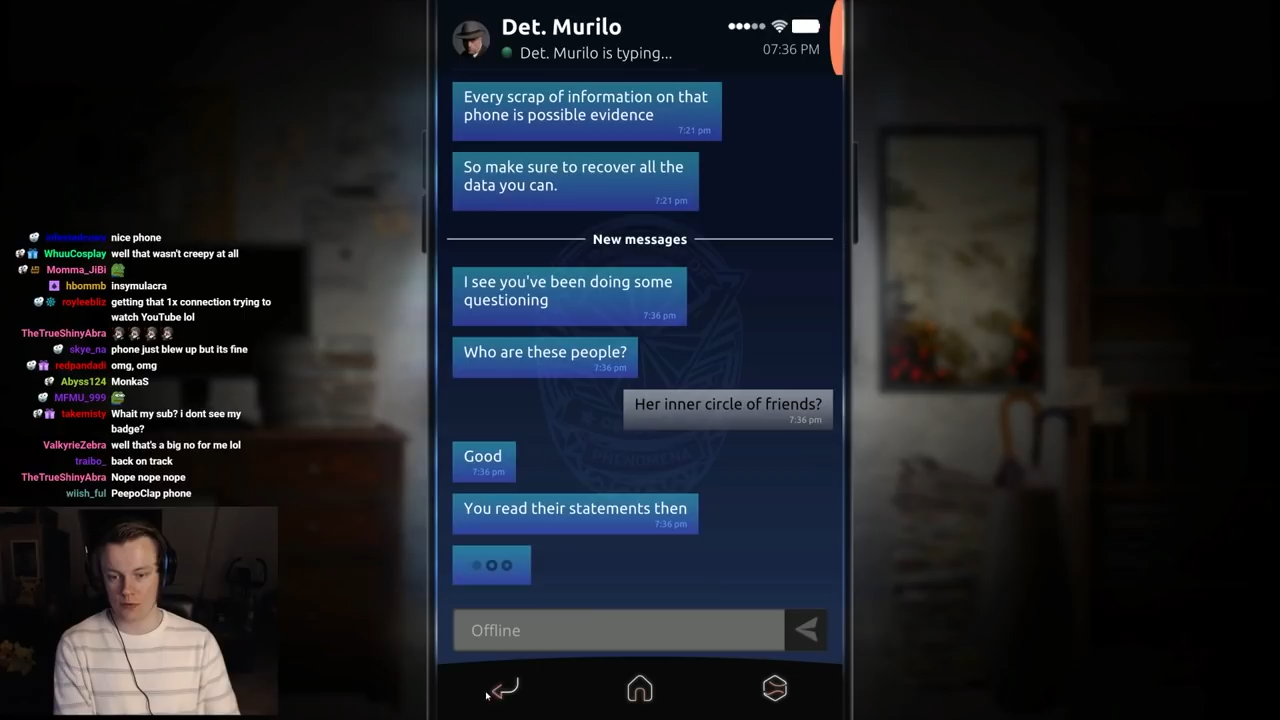 Det. Murilo
Det. Murilo is typing...
07:36 PM
Every scrap of information on that
phone is possible evidence
7:21 pm
So make sure to recover all the
data you can.
7:21 pm
New messages
I see you've been doing some
questioning
7:36 pm
Who are these people?
7:36 pm
Her inner circle of friends?
7:36 pm
Good
7:36 pm
You read their statements then
7:36 pm
Offline
PHENOMENA
nice phone
WhuuCosplay well that wasn't creepy at all
Momma_JiBi
hbommb insymulacra
royleebliz getting that 1x connection trying to
watch YouTube lol
TheTrueShinyAbra
skye_na phone just blew up but its fine
redpandadi omg, omg
Abyss124 MonkaS
MFMU_999
takemisty Whait my sub? i dont see my
badge?
ValkyrieZebra well that's a big no for me lol
traibo_ back on track
TheTrueShinyAbra Nope nope nope
wiish_ful PeepoClap phone